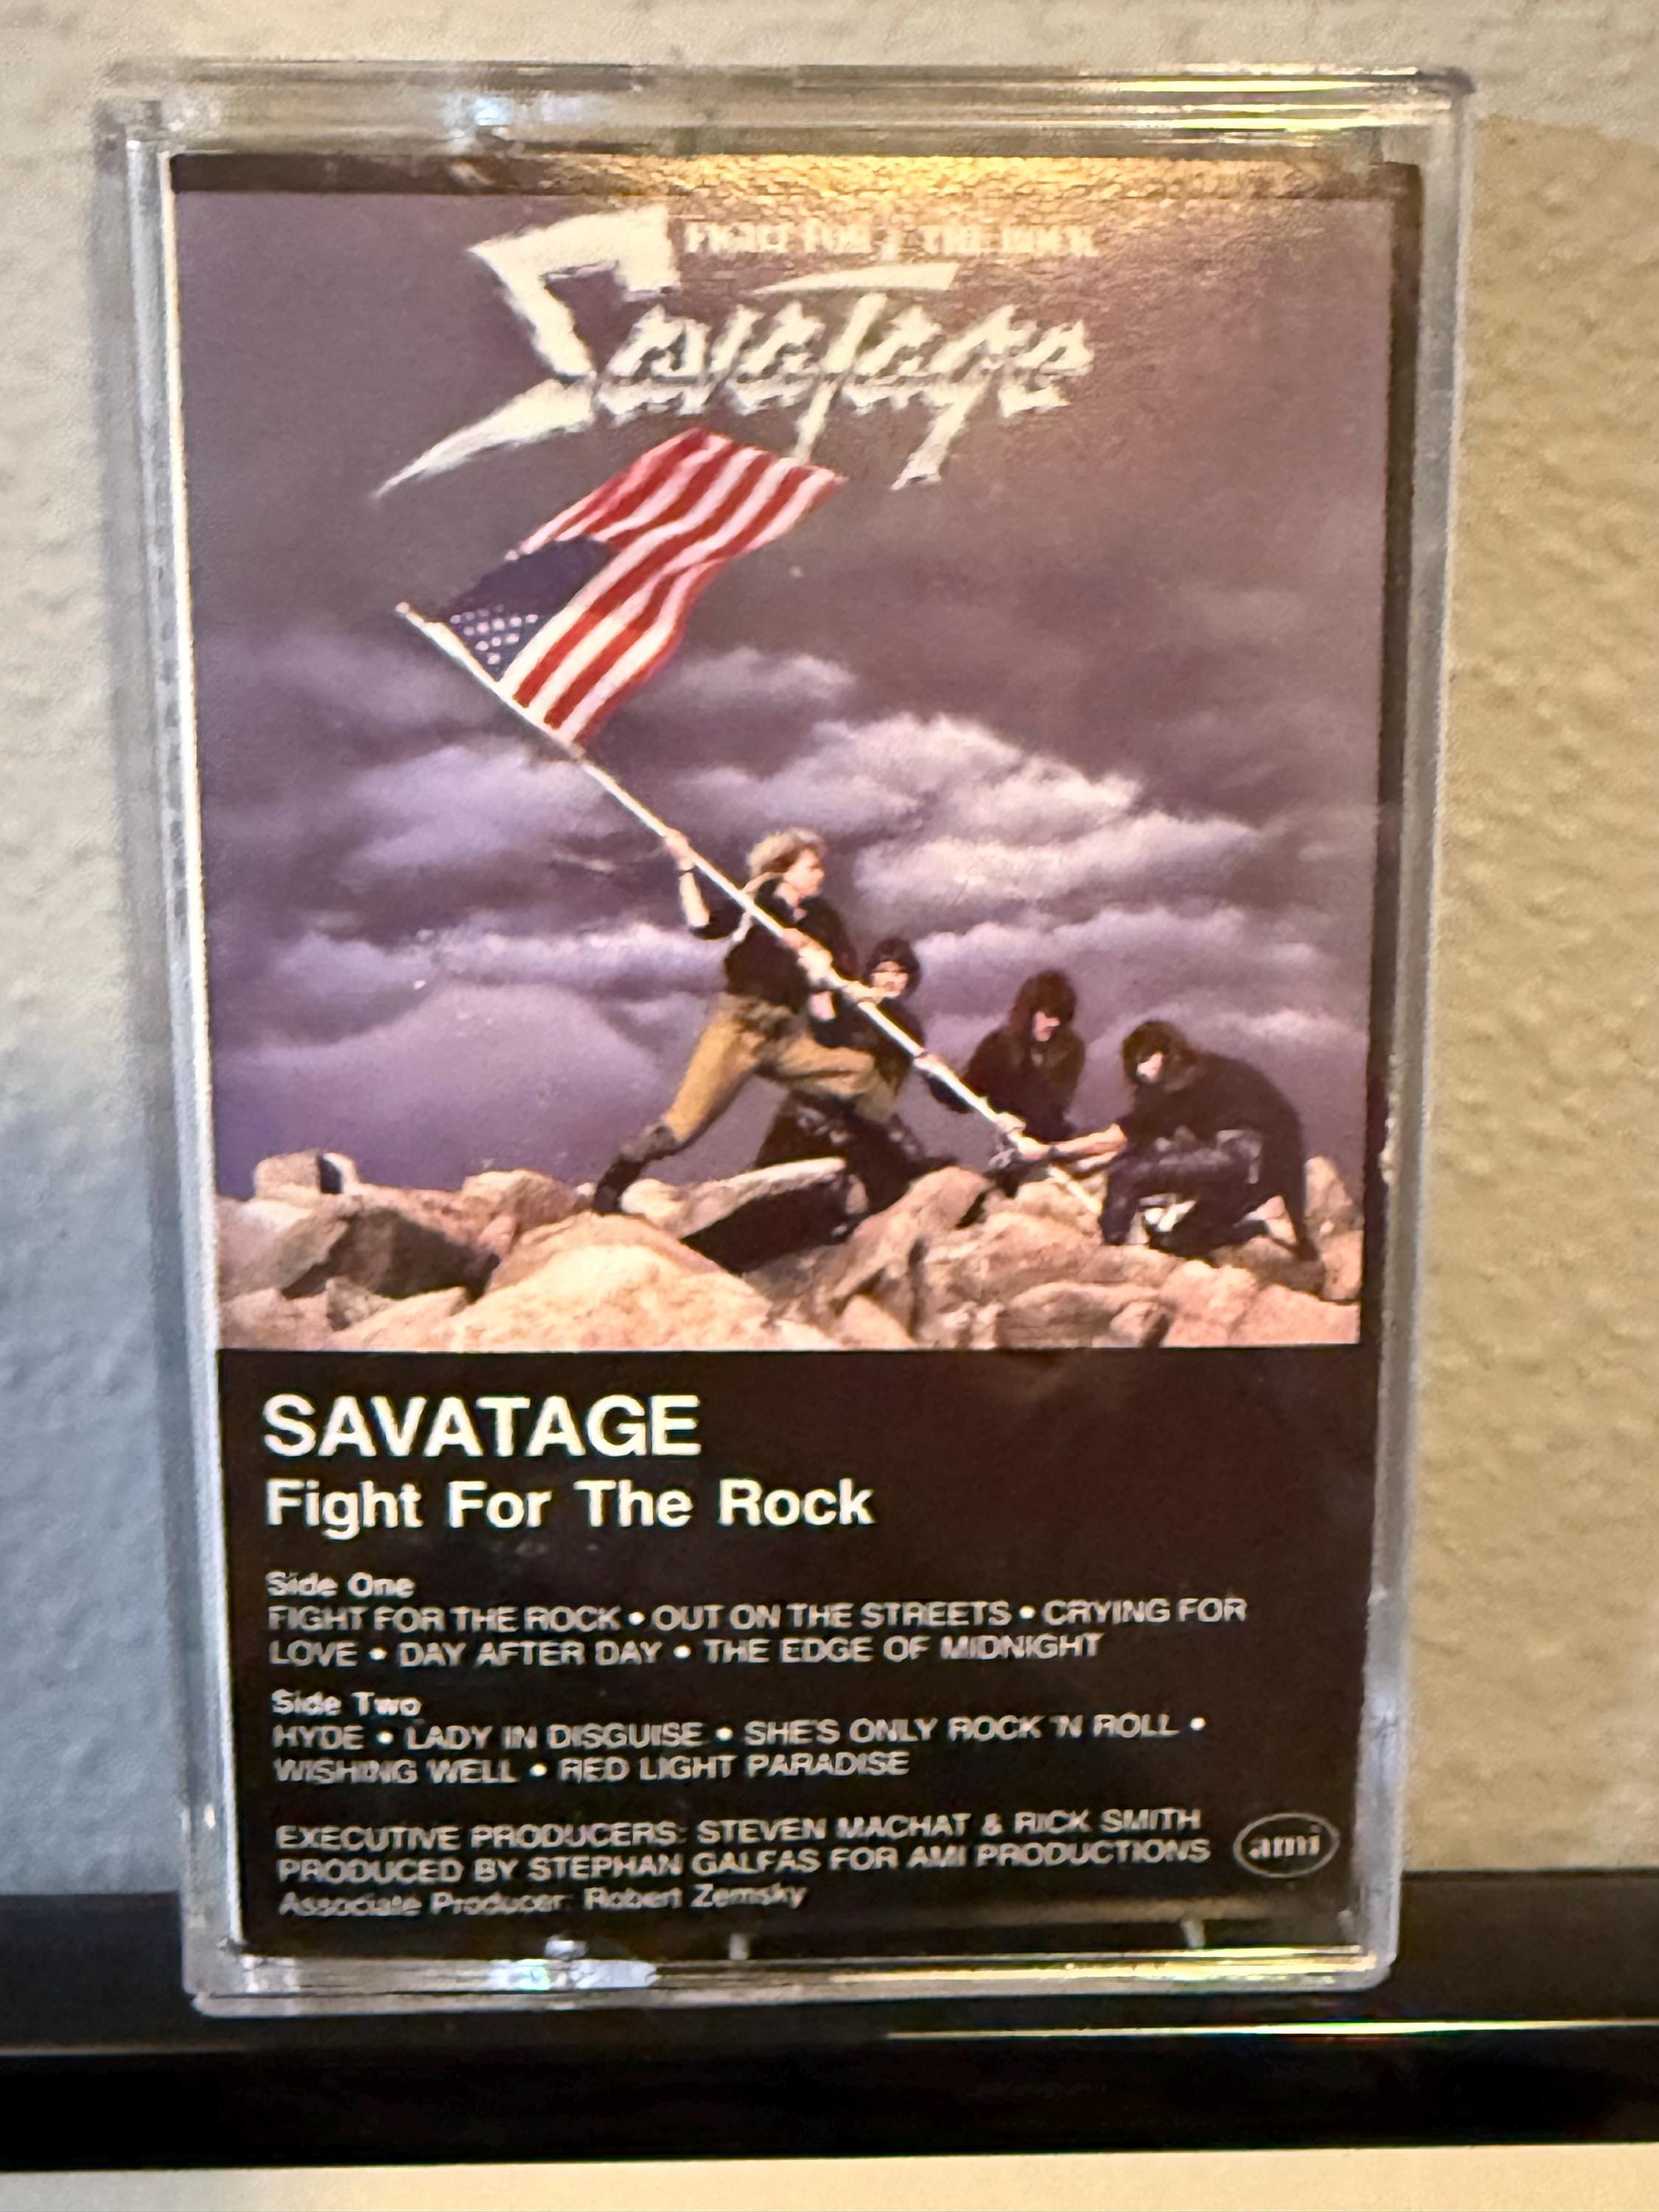 FIGHT FOR THE ROCK
Savatage
SAVATAGE
Fight For The Rock
Side One
FIGHT FOR THE ROCK • OUT ON THE STREETS • CRYING FOR
LOVE • DAY AFTER DAY • THE EDGE OF MIDNIGHT
Side Two
HYDE • LADY IN DISGUISE • SHE'S ONLY ROCK 'N ROLL •
WISHING WELL • RED LIGHT PARADISE
EXECUTIVE PRODUCERS: STEVEN MACHAT & RICK SMITH
PRODUCED BY STEPHAN GALFAS FOR AMI PRODUCTIONS
Associate Producer: Robert Zemsky
ami